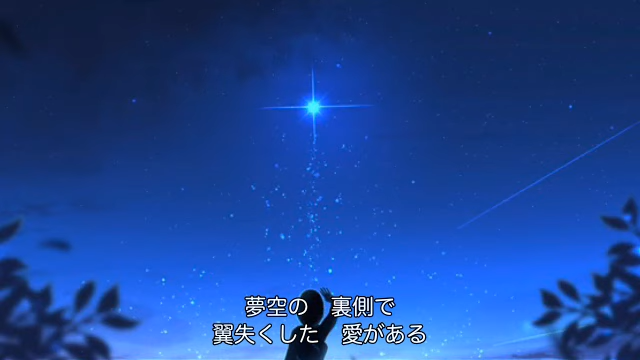 夢空の　裏側で
翼失くした　愛がある